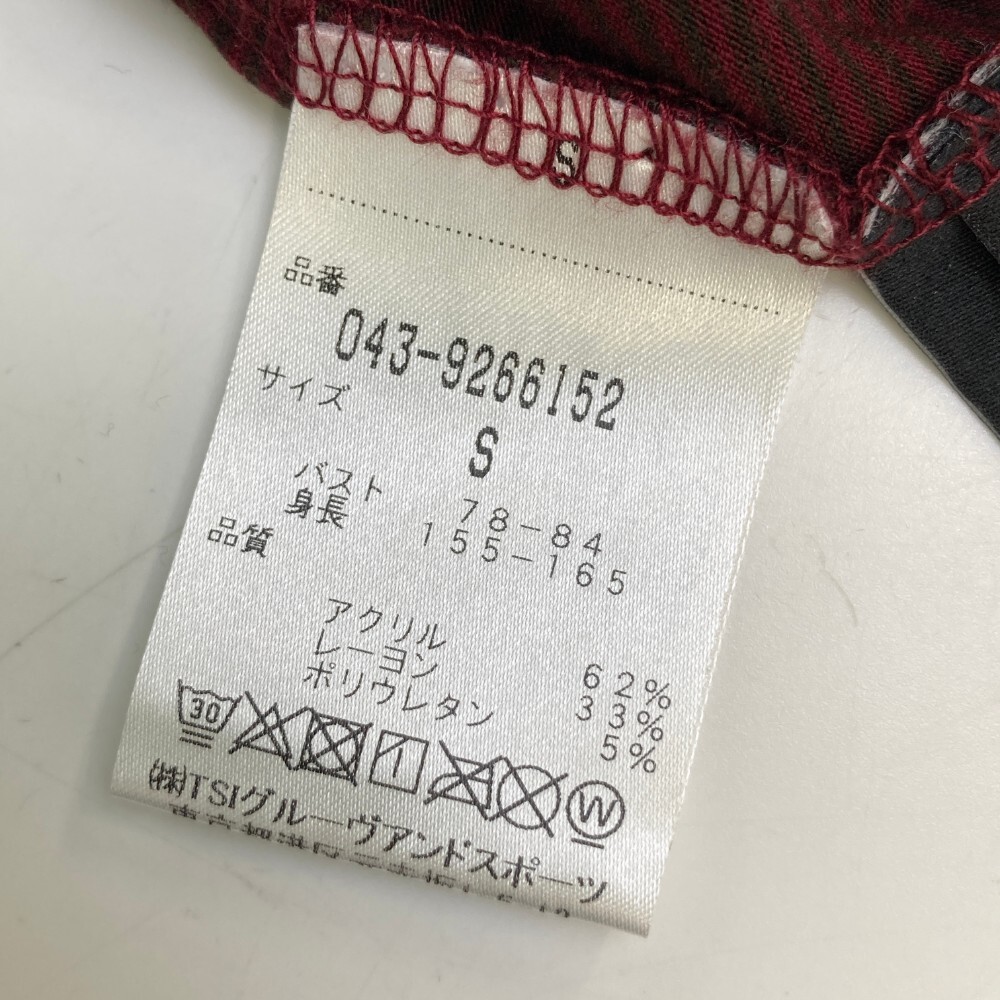 S
品番
043-9266152
サイズ
S
バスト 78-84
身長 155-165
品質
アクリル 62%
レーヨン 33%
ポリウレタン 5%
30
W
(株)TSIグルーヴアンドスポーツ